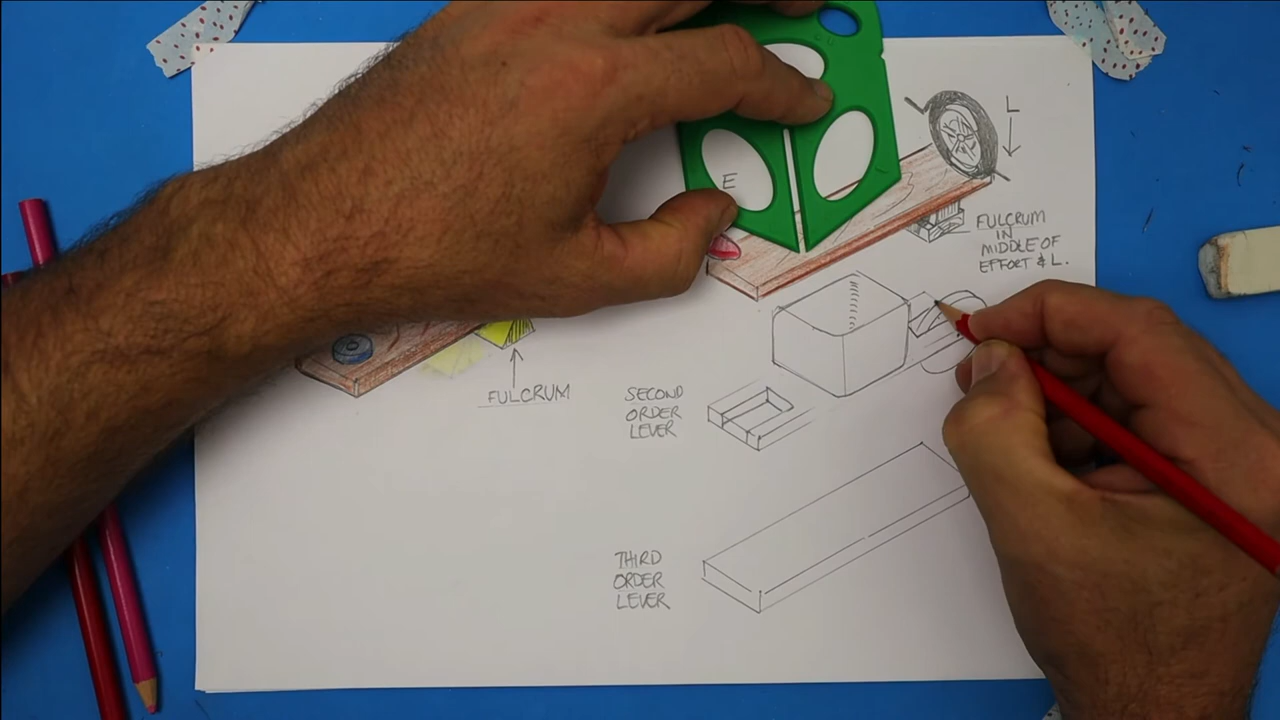 E
L
FULCRUM
IN
MIDDLE OF
EFFORT & L.
FULCRUM
SECOND
ORDER
LEVER
THIRD
ORDER
LEVER